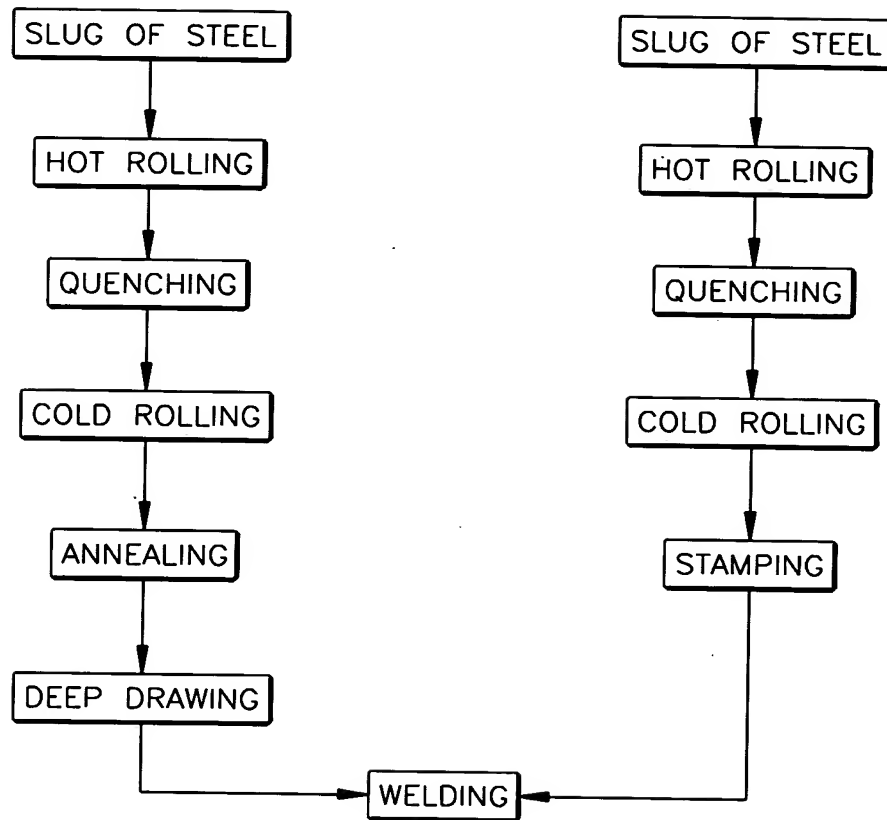 SLUG OF STEEL
HOT ROLLING
QUENCHING
COLD ROLLING
ANNEALING
DEEP DRAWING
SLUG OF STEEL
HOT ROLLING
QUENCHING
COLD ROLLING
STAMPING
WELDING